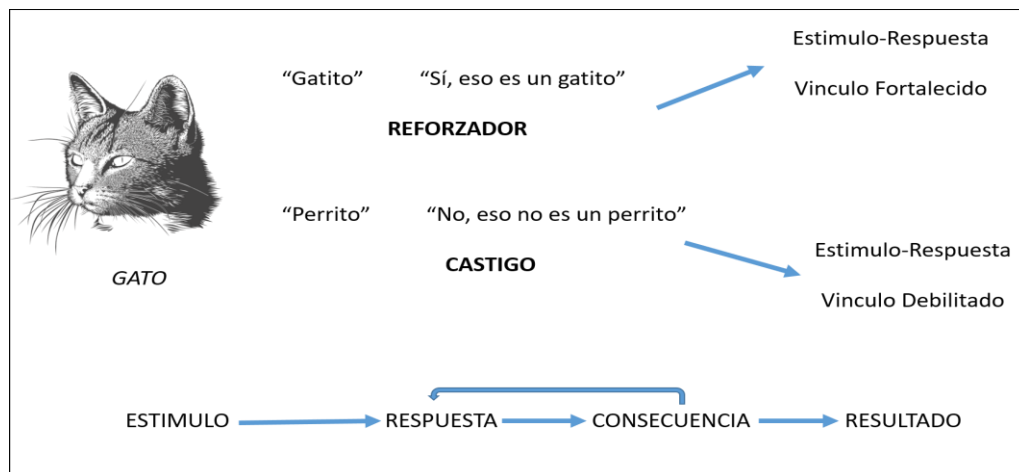 Estimulo-Respuesta
“Gatito” “Sí, eso es un gatito”
Vinculo Fortalecido
REFORZADOR
“Perrito” “No, eso no es un perrito”
Estimulo-Respuesta
CASTIGO
GATO
Vinculo Debilitado
ESTIMULO RESPUESTA CONSECUENCIA RESULTADO